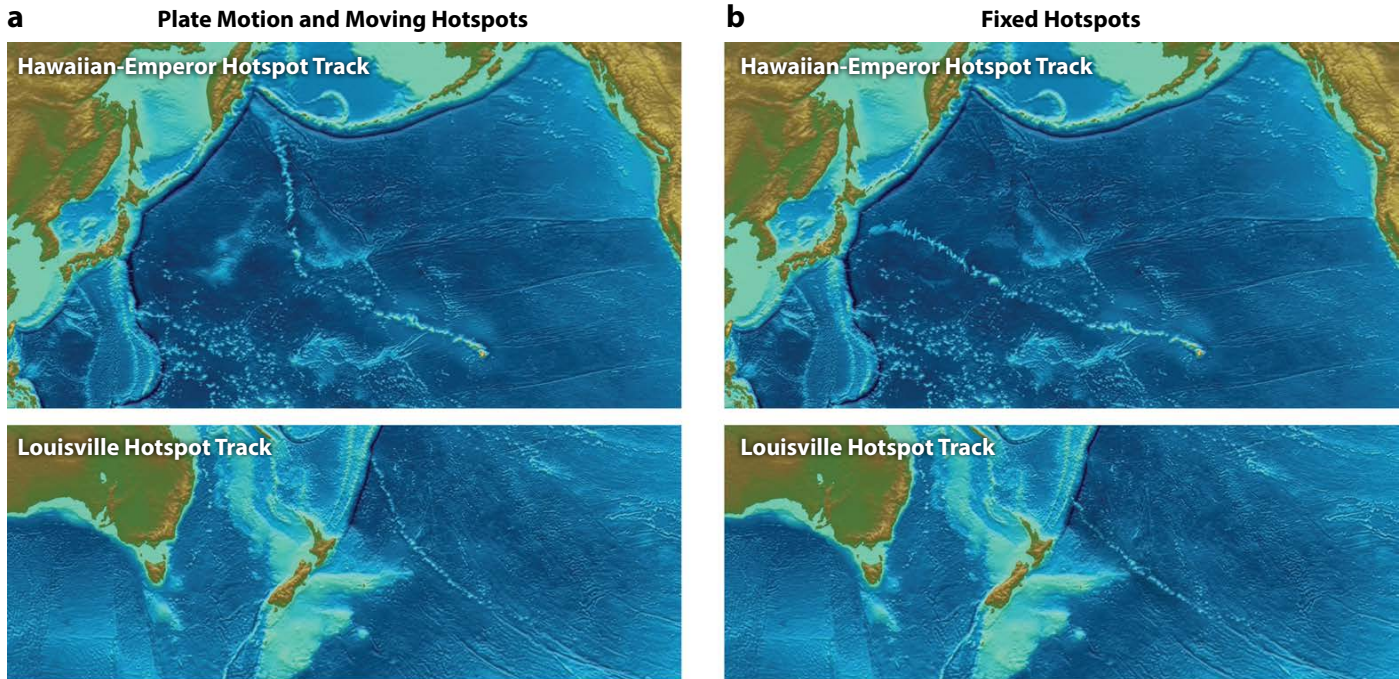 a Plate Motion and Moving Hotspots
Hawaiian-Emperor Hotspot Track
Louisville Hotspot Track
b Fixed Hotspots
Hawaiian-Emperor Hotspot Track
Louisville Hotspot Track